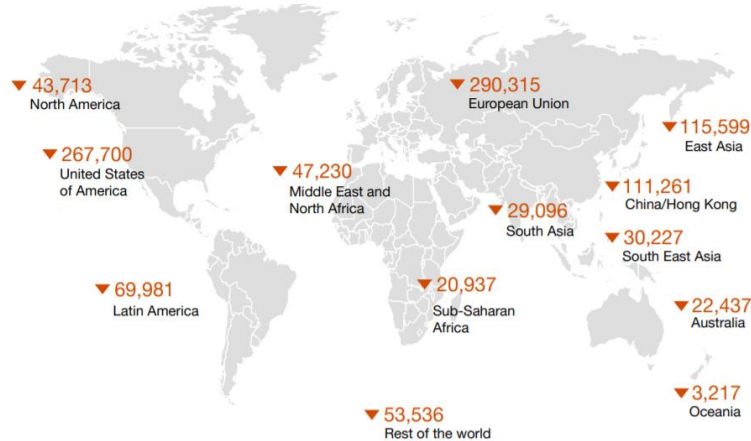 43,713
North America
290,315
European Union
115,599
East Asia
267,700
United States
of America
47,230
Middle East and
North Africa
111,261
China/Hong Kong
29,096
South Asia
30,227
South East Asia
69,981
Latin America
20,937
Sub-Saharan
Africa
22,437
Australia
3,217
Oceania
53,536
Rest of the world